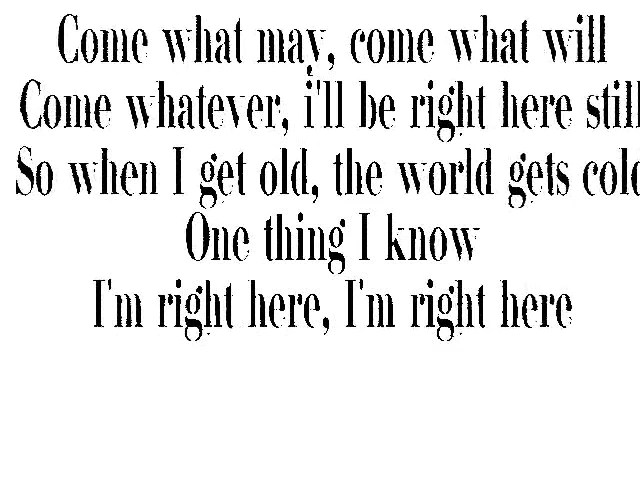 Come what may, come what will
Come whatever, i'll be right here still
So when I get old, the world gets cold
One thing I know
I'm right here, I'm right here